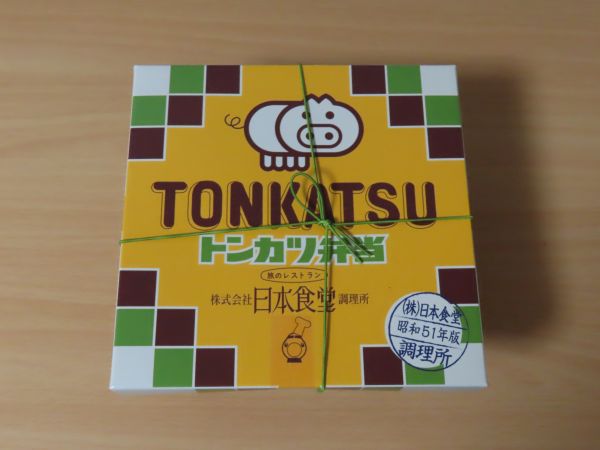 TONKATSU
トンカツ弁当
旅のレストラン
株式会社日本食堂調理所
(株)日本食堂
昭和51年版
調理所